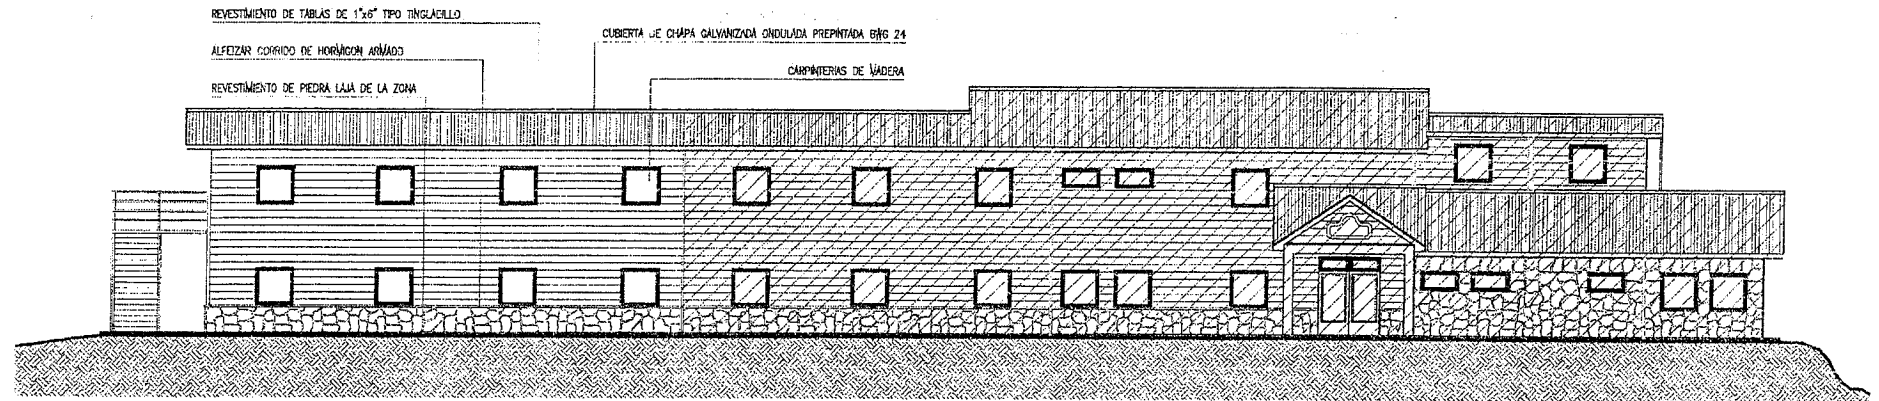 REVESTIMIENTO DE TABLAS DE 1"x6" TIPO TINGLADILLO
ALFEIZAR CORRIDO DE HORMIGON ARMADO
REVESTIMIENTO DE PIEDRA LAJA DE LA ZONA
CUBIERTA DE CHAPA GALVANIZADA ONDULADA PREPINTADA BWG 24
CARPINTERIAS DE MADERA